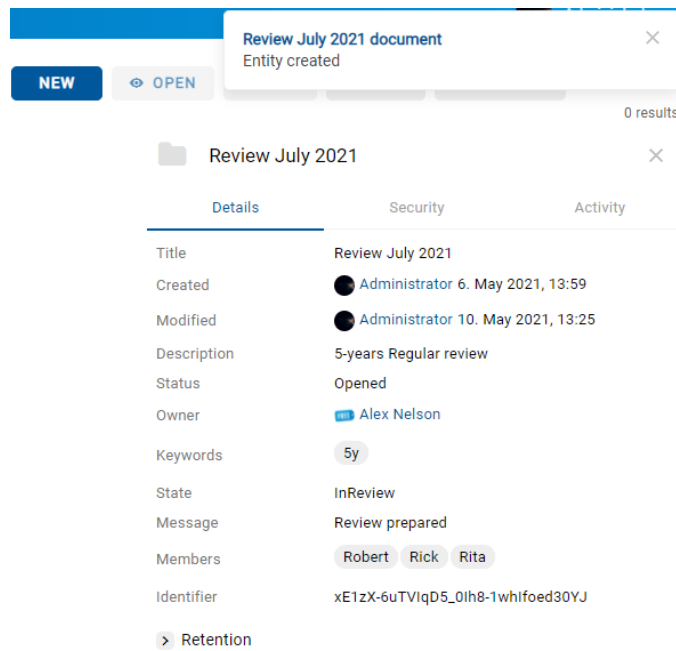 Review July 2021 document
Entity created
NEW
OPEN
0 results
Review July 2021
Details Security Activity
Title Review July 2021
Created Administrator 6. May 2021, 13:59
Modified Administrator 10. May 2021, 13:25
Description 5-years Regular review
Status Opened
Owner Alex Nelson
Keywords 5y
State InReview
Message Review prepared
Members Robert Rick Rita
Identifier xE1zX-6uTVIqD5_0Ih8-1whIfoed30YJ
Retention